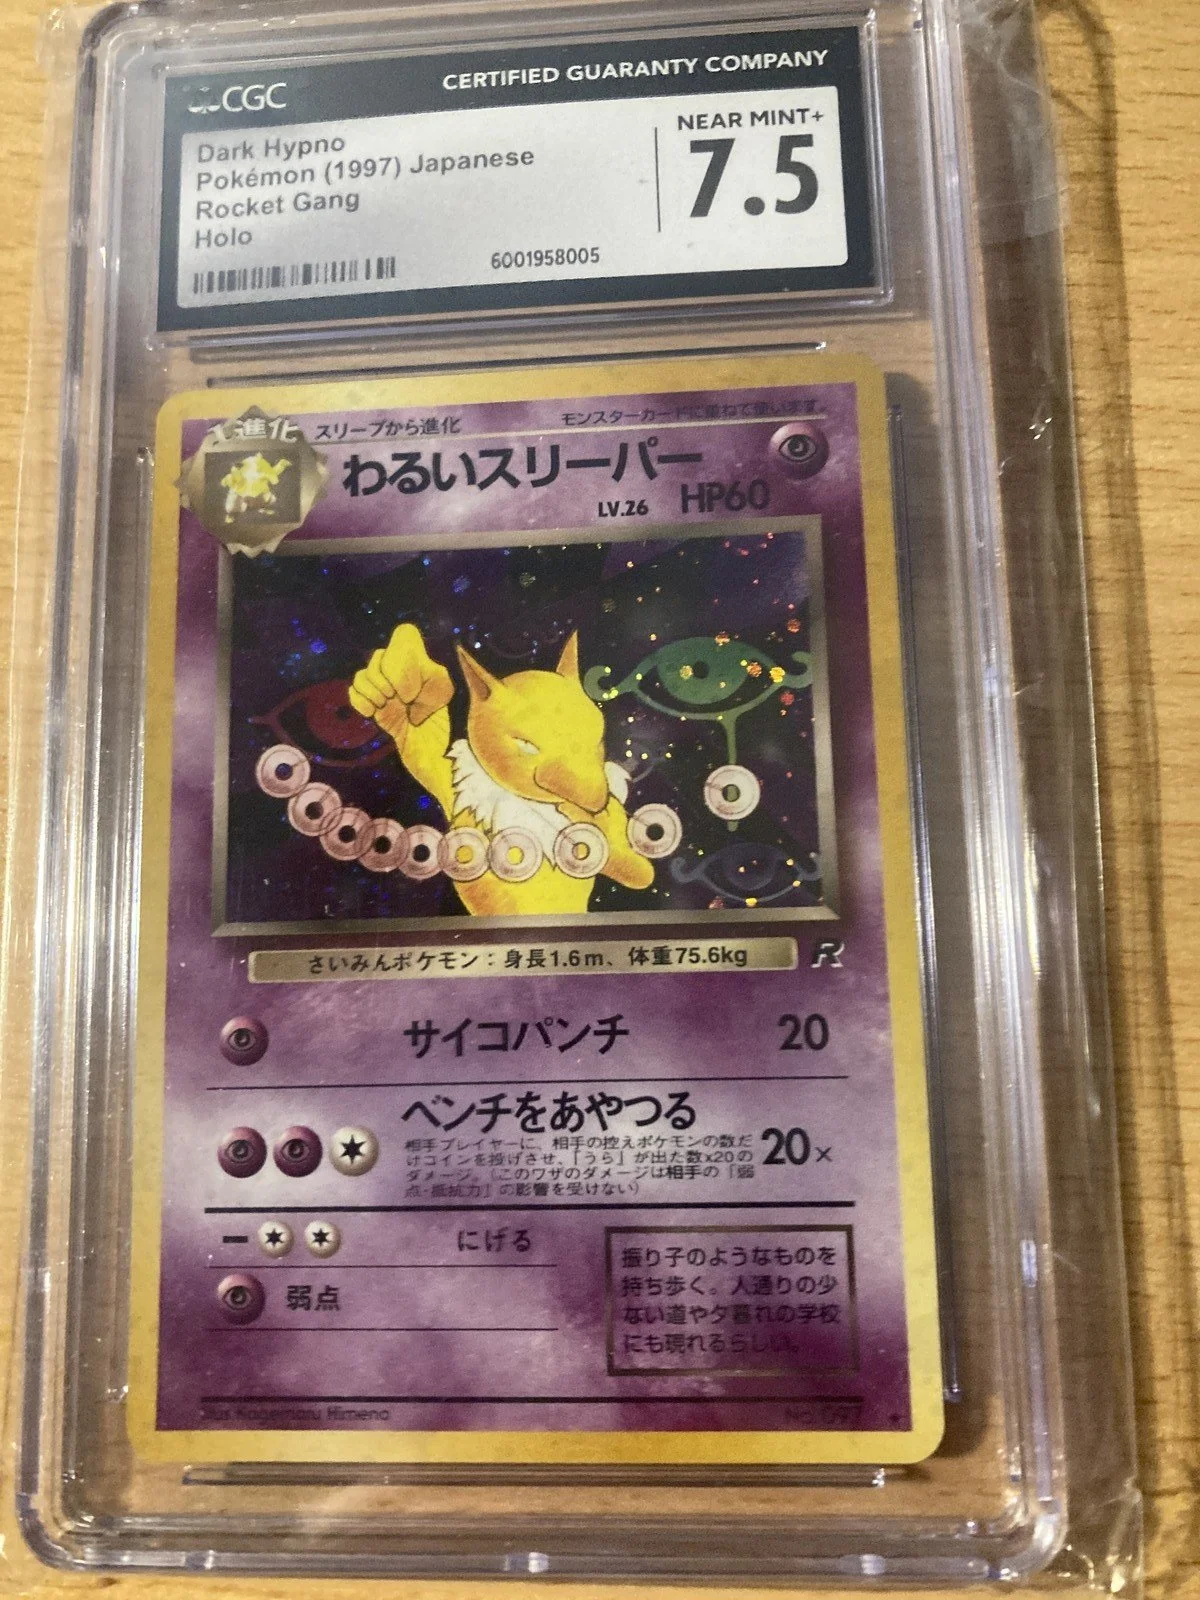 CGC
CERTIFIED GUARANTY COMPANY
Dark Hypno
Pokémon (1997) Japanese
Rocket Gang
Holo
6001958005
NEAR MINT+
7.5
1進化
スリープから進化
モンスターカードに重ねて使います
わるいスリーパー
LV.26 HP60
さいみんポケモン：身長1.6m、体重75.6kg
R
サイコパンチ 20
ベンチをあやつる
相手プレイヤーに、相手の控えポケモンの数だ
けコインを投げさせ、「うら」が出た数x20の
ダメージ。（このワザのダメージは相手の「弱
点・抵抗力」の影響を受けない）
20×
にげる
弱点
振り子のようなものを
持ち歩く。人通りの少
ない道や夕暮れの学校
にも現れるらしい。
Illus. Kagemaru Himeno
No. 097